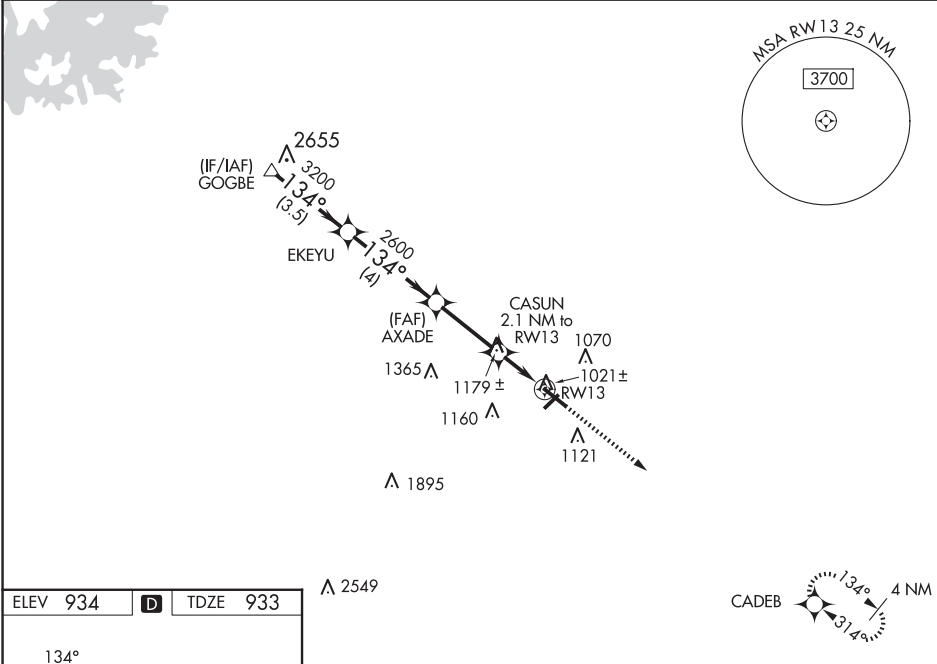 MSA RW13 25 NM
3700
2655
(IF/IAF)
GOGBE
3200
134°
(3.5)
EKEYU
2600
134°
(4)
(FAF)
AXADE
CASUN
2.1 NM to
RW13
1070
1365
1179 ±
1021±
RW13
1160
1121
1895
2549
ELEV 934 D TDZE 933
134°
CADEB
134°
4 NM
314°